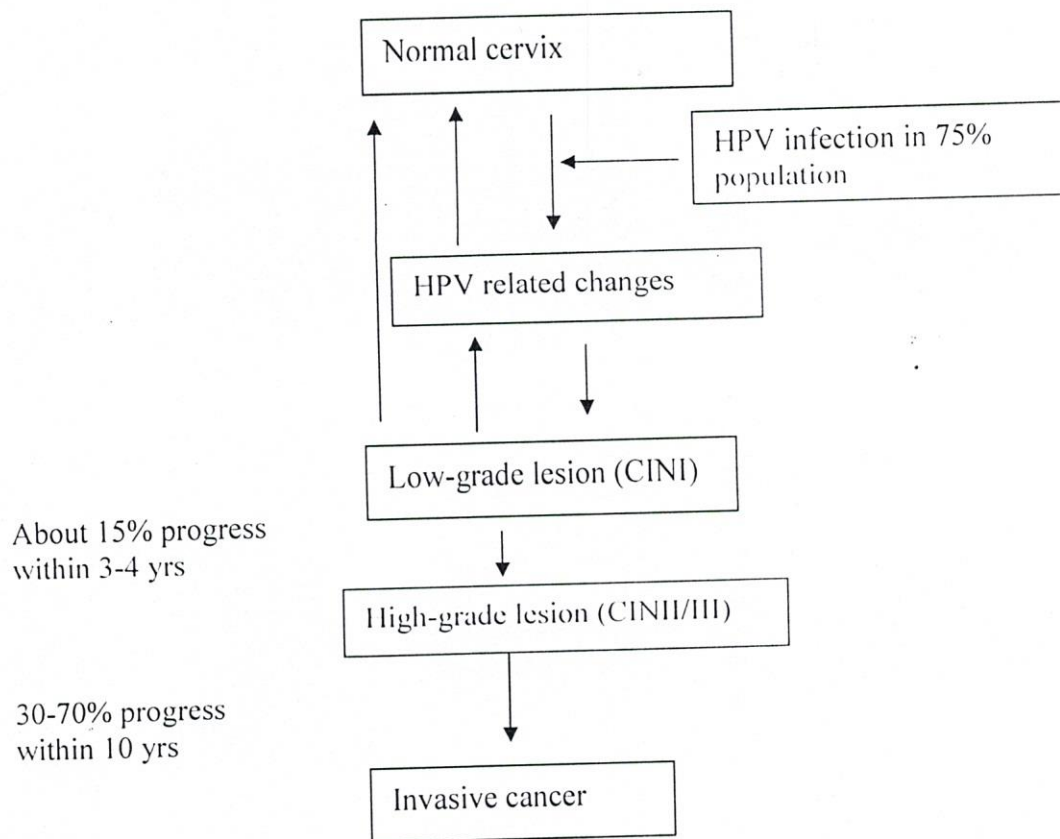 Normal cervix
HPV infection in 75%
population
HPV related changes
Low-grade lesion (CINI)
About 15% progress
within 3-4 yrs
High-grade lesion (CINII/III)
30-70% progress
within 10 yrs
Invasive cancer